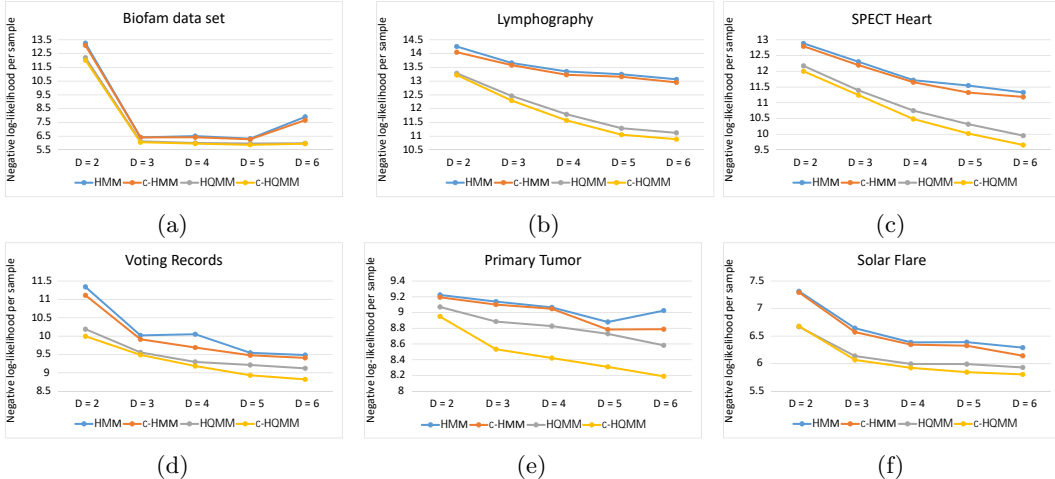 Biofam data set
Negative log-likelihood per sample
13.5
12.5
11.5
10.5
9.5
8.5
7.5
6.5
5.5
D = 2 D = 3 D = 4 D = 5 D = 6
HMM c-HMM HQMM c-HQMM
(a)
Lymphography
Negative log-likelihood per sample
14.5
14
13.5
13
12.5
12
11.5
11
10.5
D = 2 D = 3 D = 4 D = 5 D = 6
HMM c-HMM HQMM c-HQMM
(b)
SPECT Heart
Negative log-likelihood per sample
13
12.5
12
11.5
11
10.5
10
9.5
D = 2 D = 3 D = 4 D = 5 D = 6
HMM c-HMM HQMM c-HQMM
(c)
Voting Records
Negative log-likelihood per sample
11.5
11
10.5
10
9.5
9
8.5
D = 2 D = 3 D = 4 D = 5 D = 6
HMM c-HMM HQMM c-HQMM
(d)
Primary Tumor
Negative log-likelihood per sample
9.4
9.2
9
8.8
8.6
8.4
8.2
8
D = 2 D = 3 D = 4 D = 5 D = 6
HMM c-HMM HQMM c-HQMM
(e)
Solar Flare
Negative log-likelihood per sample
7.5
7
6.5
6
5.5
D = 2 D = 3 D = 4 D = 5 D = 6
HMM c-HMM HQMM c-HQMM
(f)